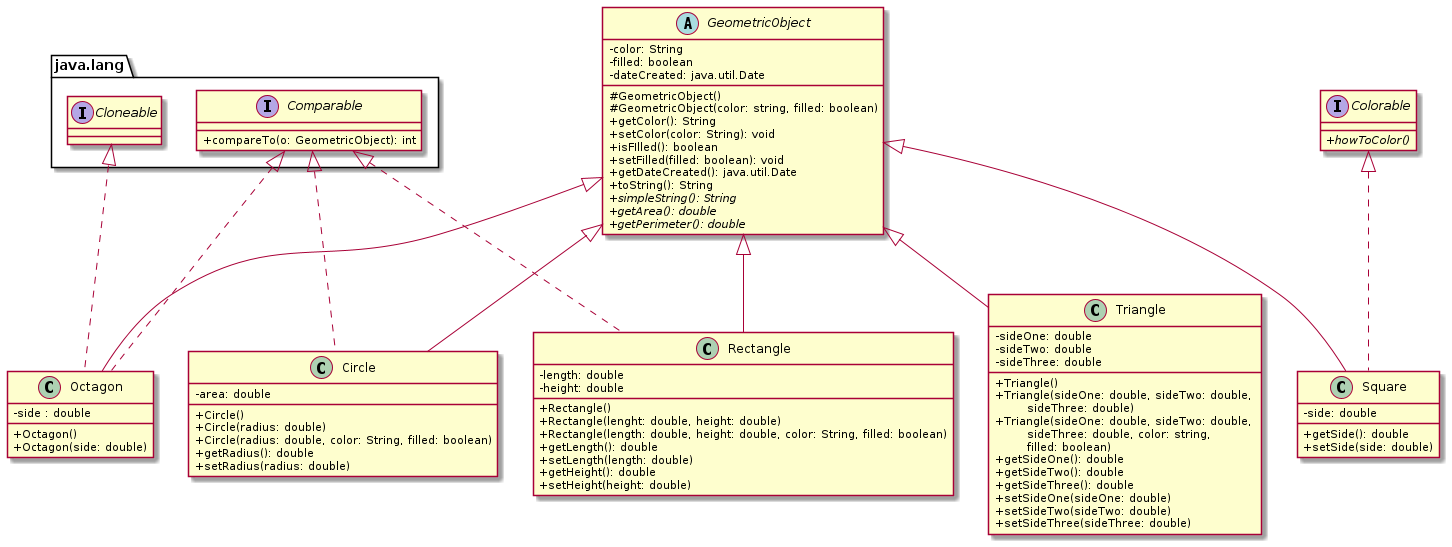 java.lang
I Cloneable
I Comparable
+compareTo(o: GeometricObject): int
A GeometricObject
-color: String
-filled: boolean
-dateCreated: java.util.Date
#GeometricObject()
#GeometricObject(color: string, filled: boolean)
+getColor(): String
+setColor(color: String): void
+isFIlled(): boolean
+setFilled(filled: boolean): void
+getDateCreated(): java.util.Date
+toString(): String
+simpleString(): String
+getArea(): double
+getPerimeter(): double
I Colorable
+howToColor()
C Octagon
-side : double
+Octagon()
+Octagon(side: double)
C Circle
-area: double
+Circle()
+Circle(radius: double)
+Circle(radius: double, color: String, filled: boolean)
+getRadius(): double
+setRadius(radius: double)
C Rectangle
-length: double
-height: double
+Rectangle()
+Rectangle(lenght: double, height: double)
+Rectangle(length: double, height: double, color: String, filled: boolean)
+getLength(): double
+setLength(length: double)
+getHeight(): double
+setHeight(height: double)
C Triangle
-sideOne: double
-sideTwo: double
-sideThree: double
+Triangle()
+Triangle(sideOne: double, sideTwo: double,
sideThree: double)
+Triangle(sideOne: double, sideTwo: double,
sideThree: double, color: string,
filled: boolean)
+getSideOne(): double
+getSideTwo(): double
+getSideThree(): double
+setSideOne(sideOne: double)
+setSideTwo(sideTwo: double)
+setSideThree(sideThree: double)
C Square
-side: double
+getSide(): double
+setSide(side: double)